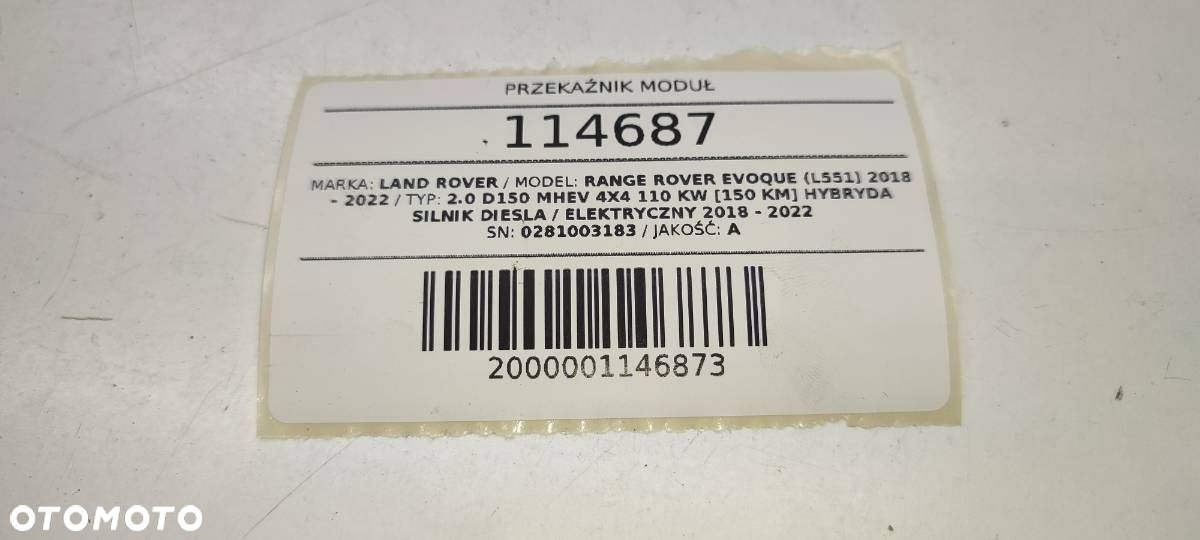 PRZEKAŹNIK MODUŁ
114687
MARKA: LAND ROVER / MODEL: RANGE ROVER EVOQUE (L551) 2018
- 2022 / TYP: 2.0 D150 MHEV 4X4 110 KW [150 KM] HYBRYDA
SILNIK DIESLA / ELEKTRYCZNY 2018 - 2022
SN: 0281003183 / JAKOŚĆ: A
2000001146873
OTOMOTO